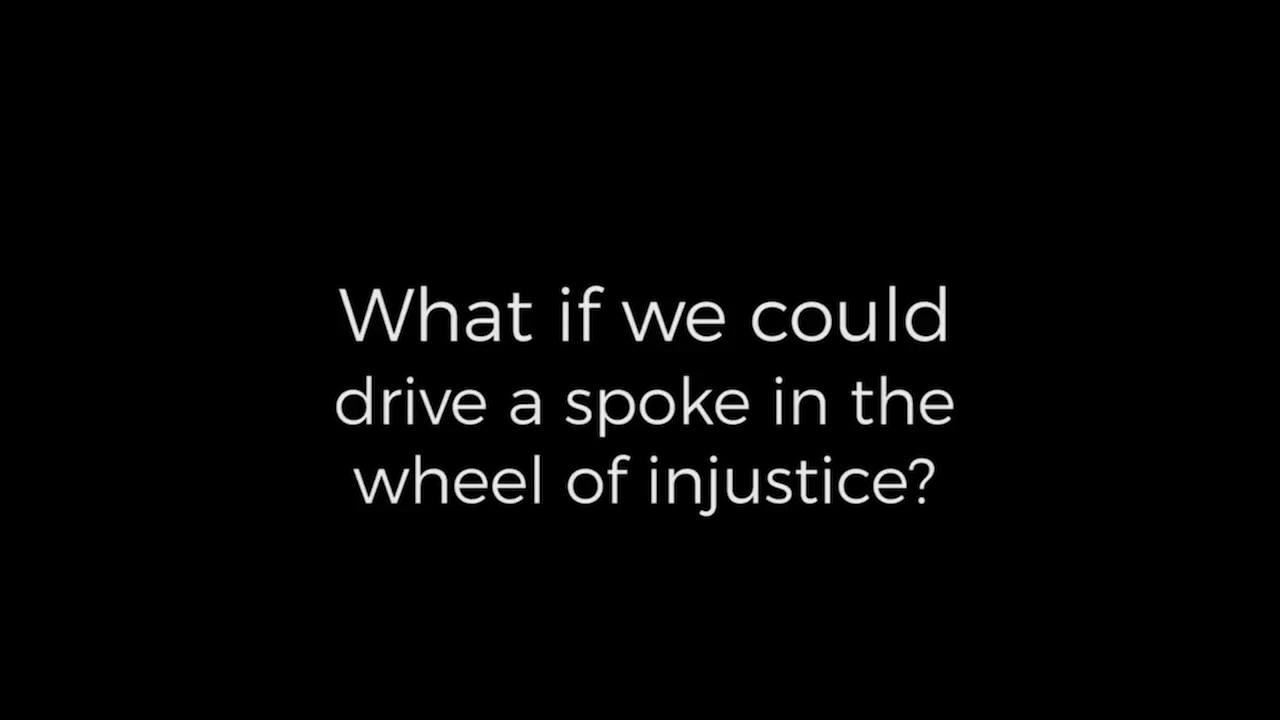 What if we could
drive a spoke in the
wheel of injustice?